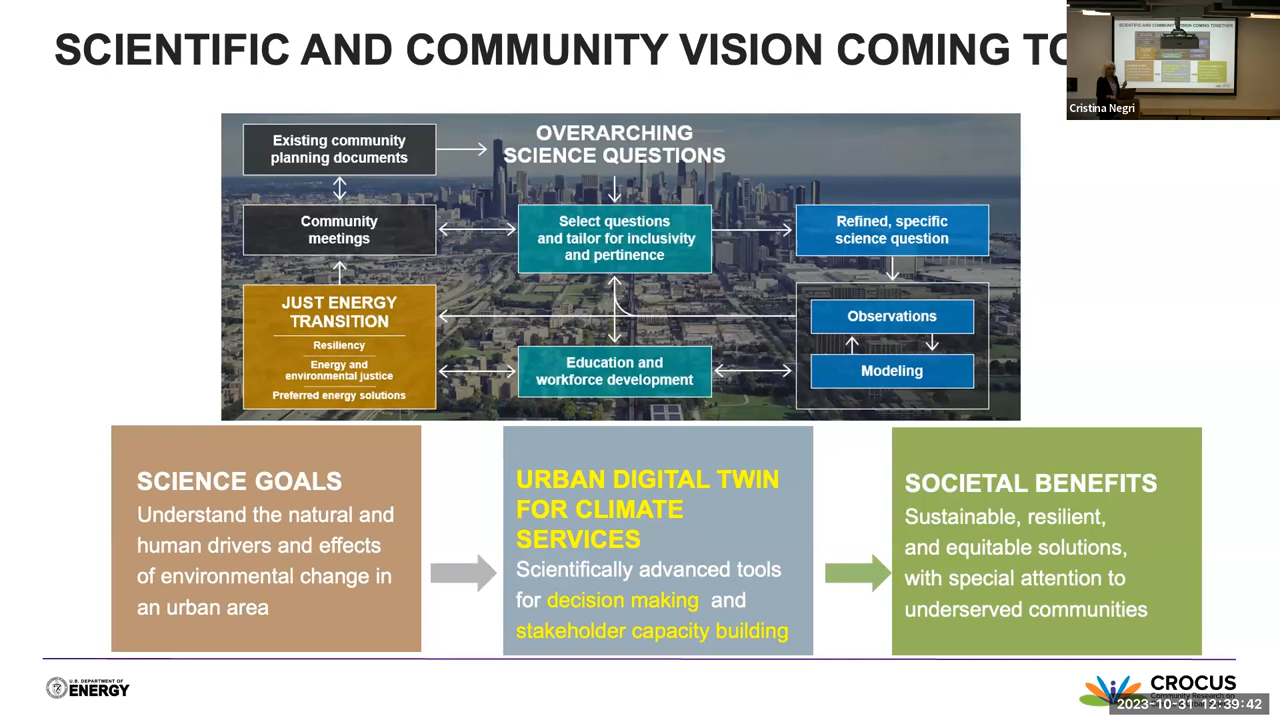 SCIENTIFIC AND COMMUNITY VISION COMING
Cristina Negri
Existing community
planning documents
OVERARCHING
SCIENCE QUESTIONS
Community
meetings
Select questions
and tailor for inclusivity
and pertinence
Refined, specific
science question
JUST ENERGY
TRANSITION
Resiliency
Energy and
environmental justice
Preferred energy solutions
Education and
workforce development
Observations
Modeling
SCIENCE GOALS
Understand the natural and
human drivers and effects
of environmental change in
an urban area
URBAN DIGITAL TWIN
FOR CLIMATE
SERVICES
Scientifically advanced tools
for decision making and
stakeholder capacity building
SOCIETAL BENEFITS
Sustainable, resilient,
and equitable solutions,
with special attention to
underserved communities
U.S. DEPARTMENT OF
ENERGY
CROCUS
Community Research on
2023-10-31 12:39:42